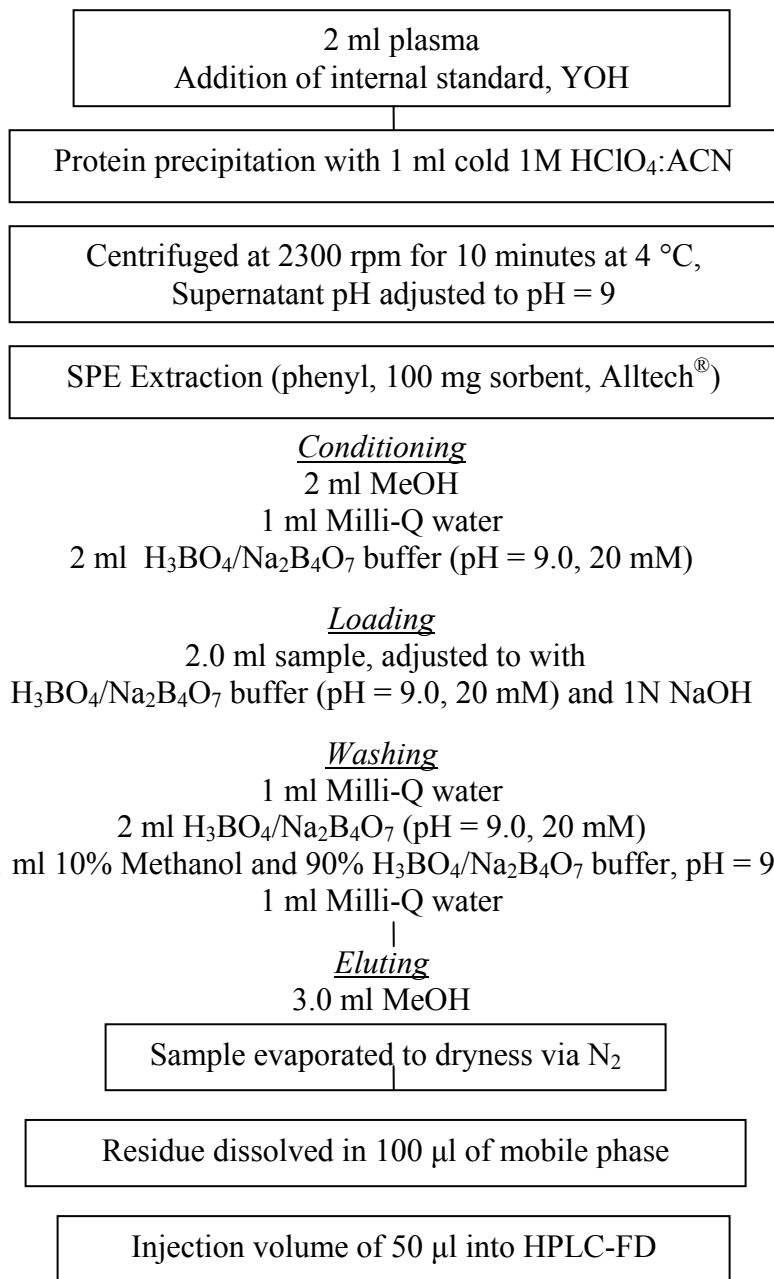 2 ml plasma
Addition of internal standard, YOH
Protein precipitation with 1 ml cold 1M HClO₄:ACN
Centrifuged at 2300 rpm for 10 minutes at 4 °C,
Supernatant pH adjusted to pH = 9
SPE Extraction (phenyl, 100 mg sorbent, Alltech®)
Conditioning
2 ml MeOH
1 ml Milli-Q water
2 ml H₃BO₄/Na₂B₄O₇ buffer (pH = 9.0, 20 mM)
Loading
2.0 ml sample, adjusted to with
H₃BO₄/Na₂B₄O₇ buffer (pH = 9.0, 20 mM) and 1N NaOH
Washing
1 ml Milli-Q water
2 ml H₃BO₄/Na₂B₄O₇ (pH = 9.0, 20 mM)
ml 10% Methanol and 90% H₃BO₄/Na₂B₄O₇ buffer, pH = 9
1 ml Milli-Q water
Eluting
3.0 ml MeOH
Sample evaporated to dryness via N₂
Residue dissolved in 100 µl of mobile phase
Injection volume of 50 µl into HPLC-FD